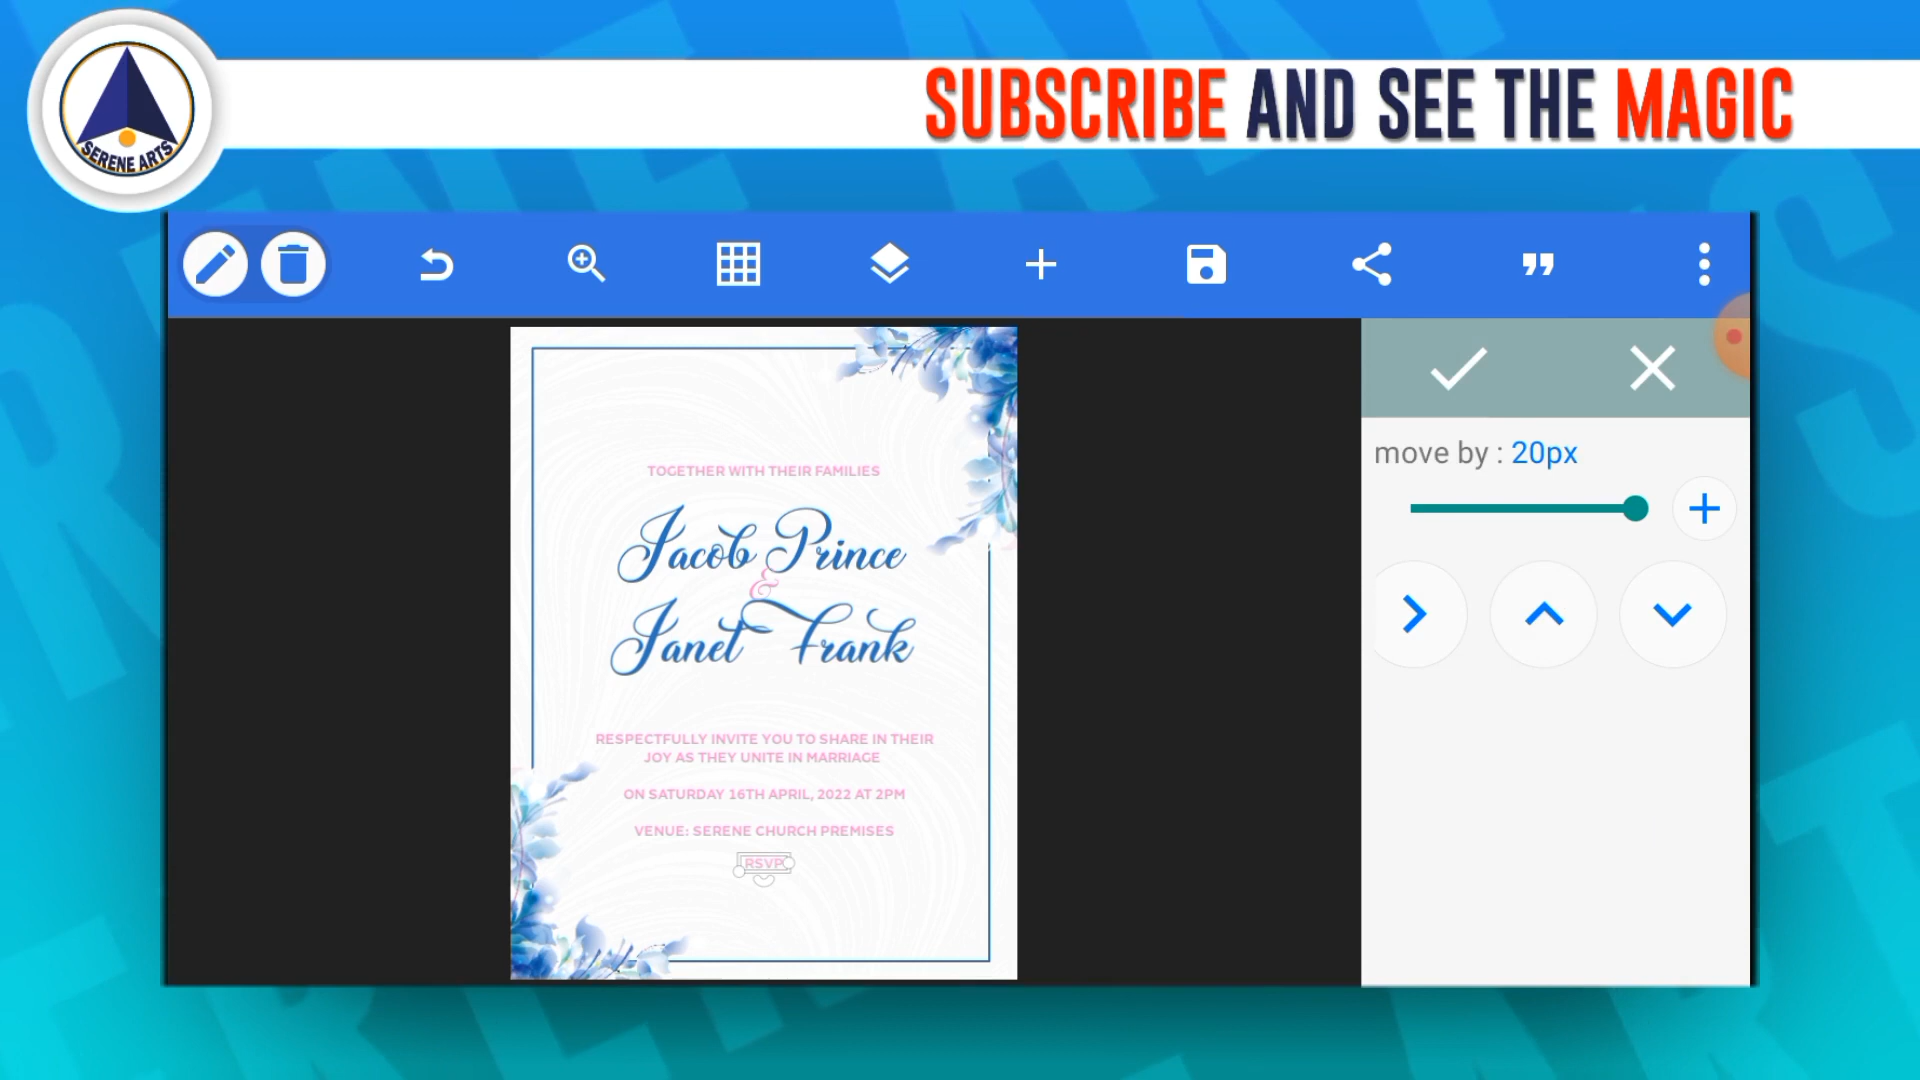 SUBSCRIBE AND SEE THE MAGIC
SERENE ARTS
move by : 20px
TOGETHER WITH THEIR FAMILIES
Jacob Prince
&
Janet Frank
RESPECTFULLY INVITE YOU TO SHARE IN THEIR
JOY AS THEY UNITE IN MARRIAGE
ON SATURDAY 16TH APRIL, 2022 AT 2PM
VENUE: SERENE CHURCH PREMISES
RSVP